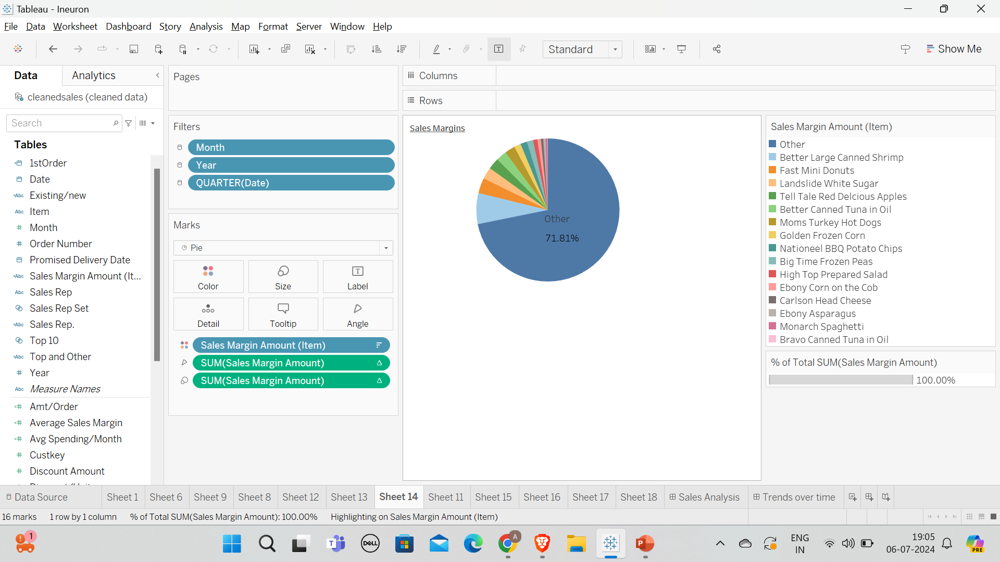 Tableau - Ineuron
File Data Worksheet Dashboard Story Analysis Map Format Server Window Help
Standard
Show Me
Data
Analytics
cleanedsales (cleaned data)
Search
Tables
1stOrder
Date
=Abc Existing/new
Abc Item
# Month
# Order Number
Promised Delivery Date
=Abc Sales Margin Amount (It...
Abc Sales Rep
Sales Rep Set
=Abc Sales Rep.
Top 10
=Abc Top and Other
# Year
Abc Measure Names
=# Amt/Order
=# Average Sales Margin
=# Avg Spending/Month
# Custkey
# Discount Amount
Pages
Filters
Month
Year
QUARTER(Date)
Marks
Pie
Color
Size
Label
Detail
Tooltip
Angle
Sales Margin Amount (Item)
SUM(Sales Margin Amount)
SUM(Sales Margin Amount)
Columns
Rows
Sales Margins
Other
71.81%
Sales Margin Amount (Item)
Other
Better Large Canned Shrimp
Fast Mini Donuts
Landslide White Sugar
Tell Tale Red Delcious Apples
Better Canned Tuna in Oil
Moms Turkey Hot Dogs
Golden Frozen Corn
Nationeel BBQ Potato Chips
Big Time Frozen Peas
High Top Prepared Salad
Ebony Corn on the Cob
Carlson Head Cheese
Ebony Asparagus
Monarch Spaghetti
Bravo Canned Tuna in Oil
% of Total SUM(Sales Margin Amount)
100.00%
Data Source Sheet 1 Sheet 6 Sheet 9 Sheet 8 Sheet 12 Sheet 13 Sheet 14 Sheet 11 Sheet 15 Sheet 16 Sheet 17 Sheet 18 Sales Analysis Trends over time
16 marks 1 row by 1 column % of Total SUM(Sales Margin Amount): 100.00% Highlighting on Sales Margin Amount (Item)
1
T
DELL
A
P
ENG
IN
19:05
06-07-2024
PRE